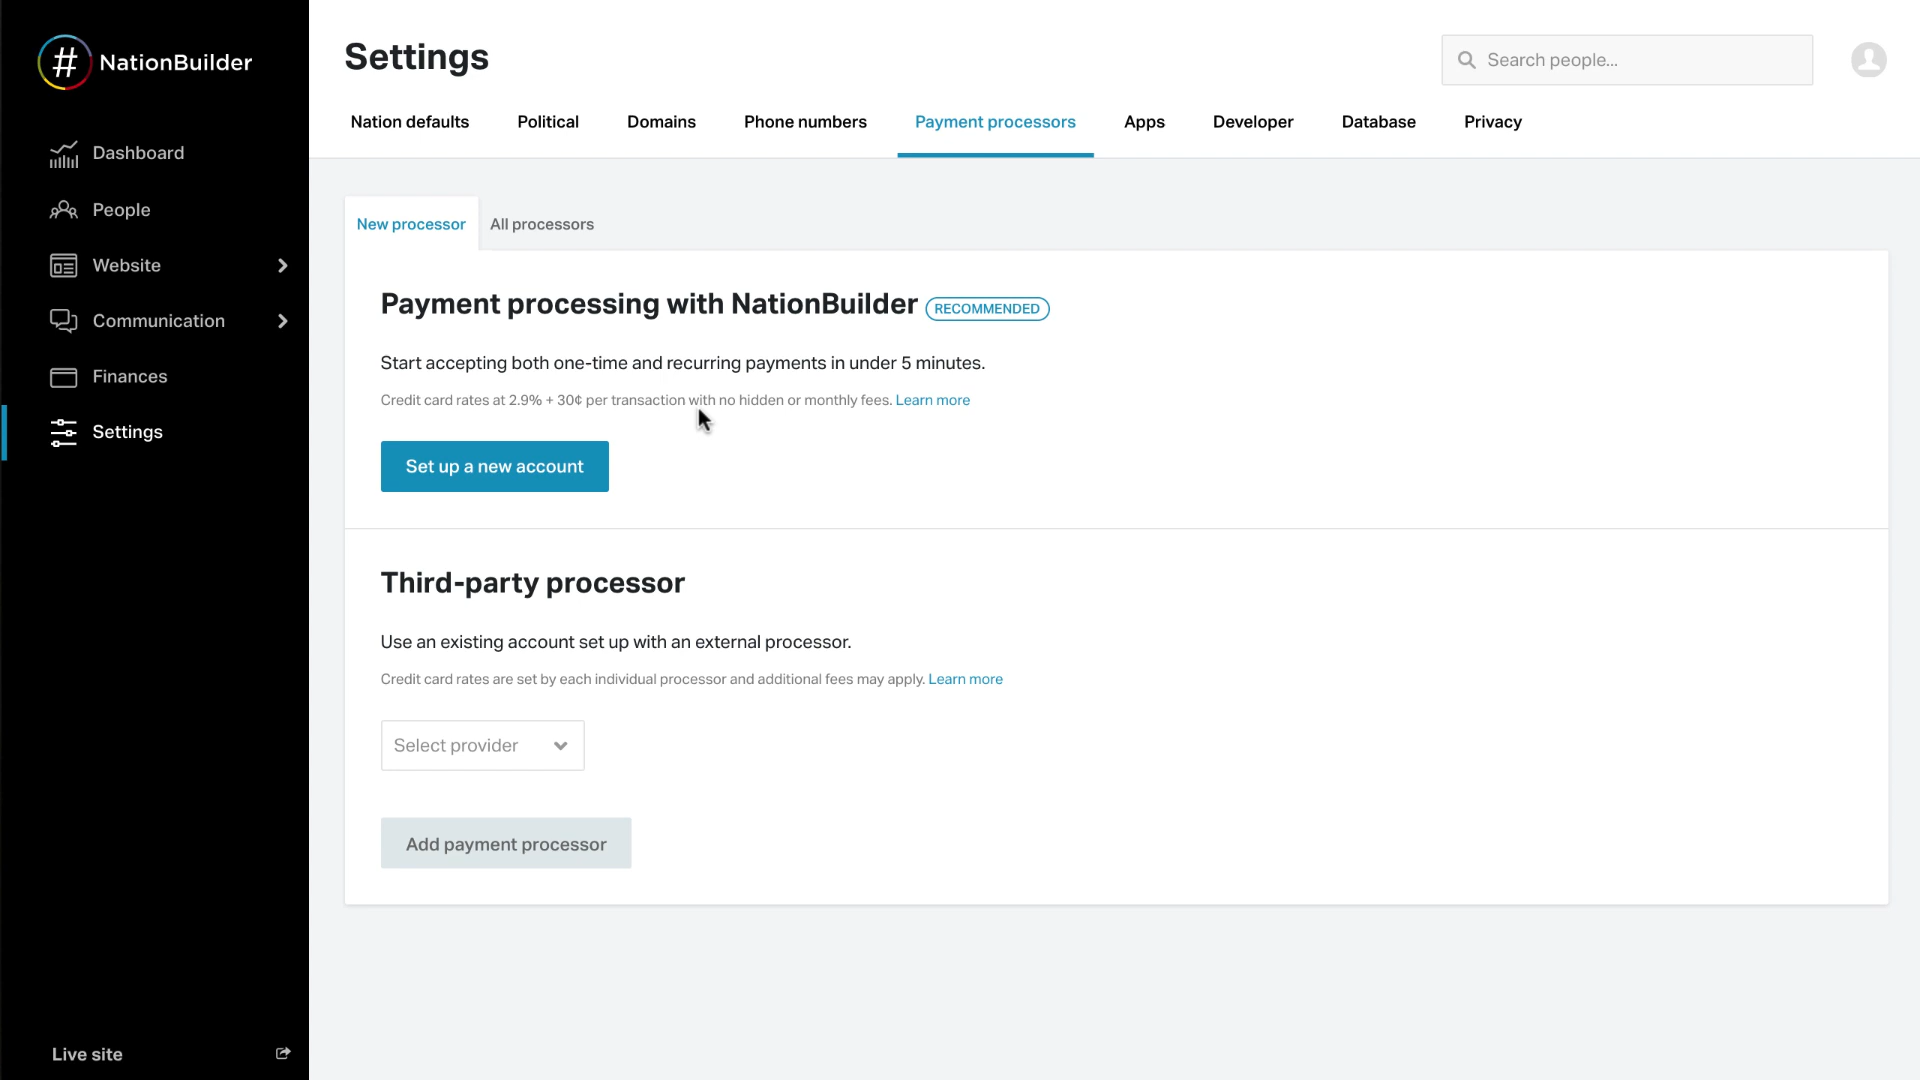 # NationBuilder
Settings
Search people...
Nation defaults Political Domains Phone numbers Payment processors Apps Developer Database Privacy
Dashboard
People
Website
Communication
Finances
Settings
Live site
New processor All processors
Payment processing with NationBuilder RECOMMENDED
Start accepting both one-time and recurring payments in under 5 minutes.
Credit card rates at 2.9% + 30¢ per transaction with no hidden or monthly fees. Learn more
Set up a new account
Third-party processor
Use an existing account set up with an external processor.
Credit card rates are set by each individual processor and additional fees may apply. Learn more
Select provider
Add payment processor